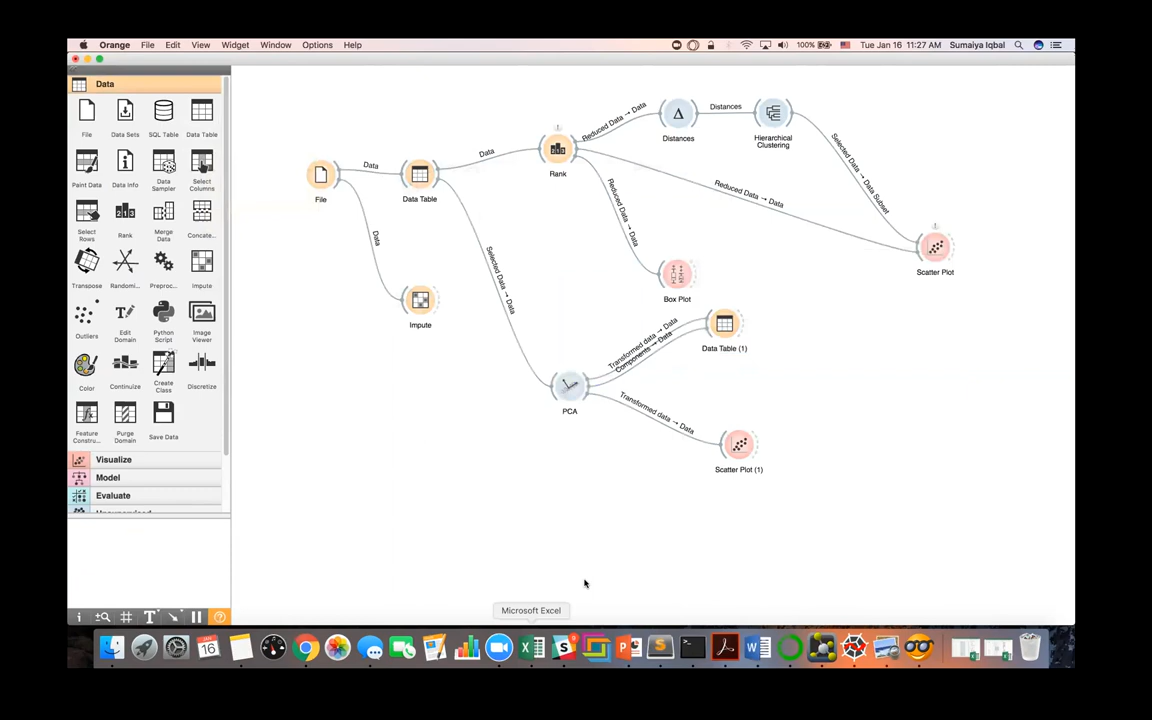 Orange File Edit View Widget Window Options Help 100% Tue Jan 16 11:27 AM Sumaiya Iqbal
Data
File Data Sets SQL Table Data Table
Paint Data Data Info Data Sampler Select Columns
Select Rows Rank Merge Data Concate...
Transpose Randomi... Preproc... Impute
Outliers Edit Domain Python Script Image Viewer
Color Continuize Create Class Discretize
Feature Constru... Purge Domain Save Data
Visualize
Model
Evaluate
Unsupervised
File
Data
Data Table
Data
Rank
Reduced Data → Data
Distances
Distances
Hierarchical
Clustering
Selected Data → Data Subset
Reduced Data → Data
Scatter Plot
Reduced Data → Data
Box Plot
Data
Impute
Selected Data → Data
PCA
Transformed data → Data
Components → Data
Data Table (1)
Transformed data → Data
Scatter Plot (1)
Microsoft Excel
JAN
16